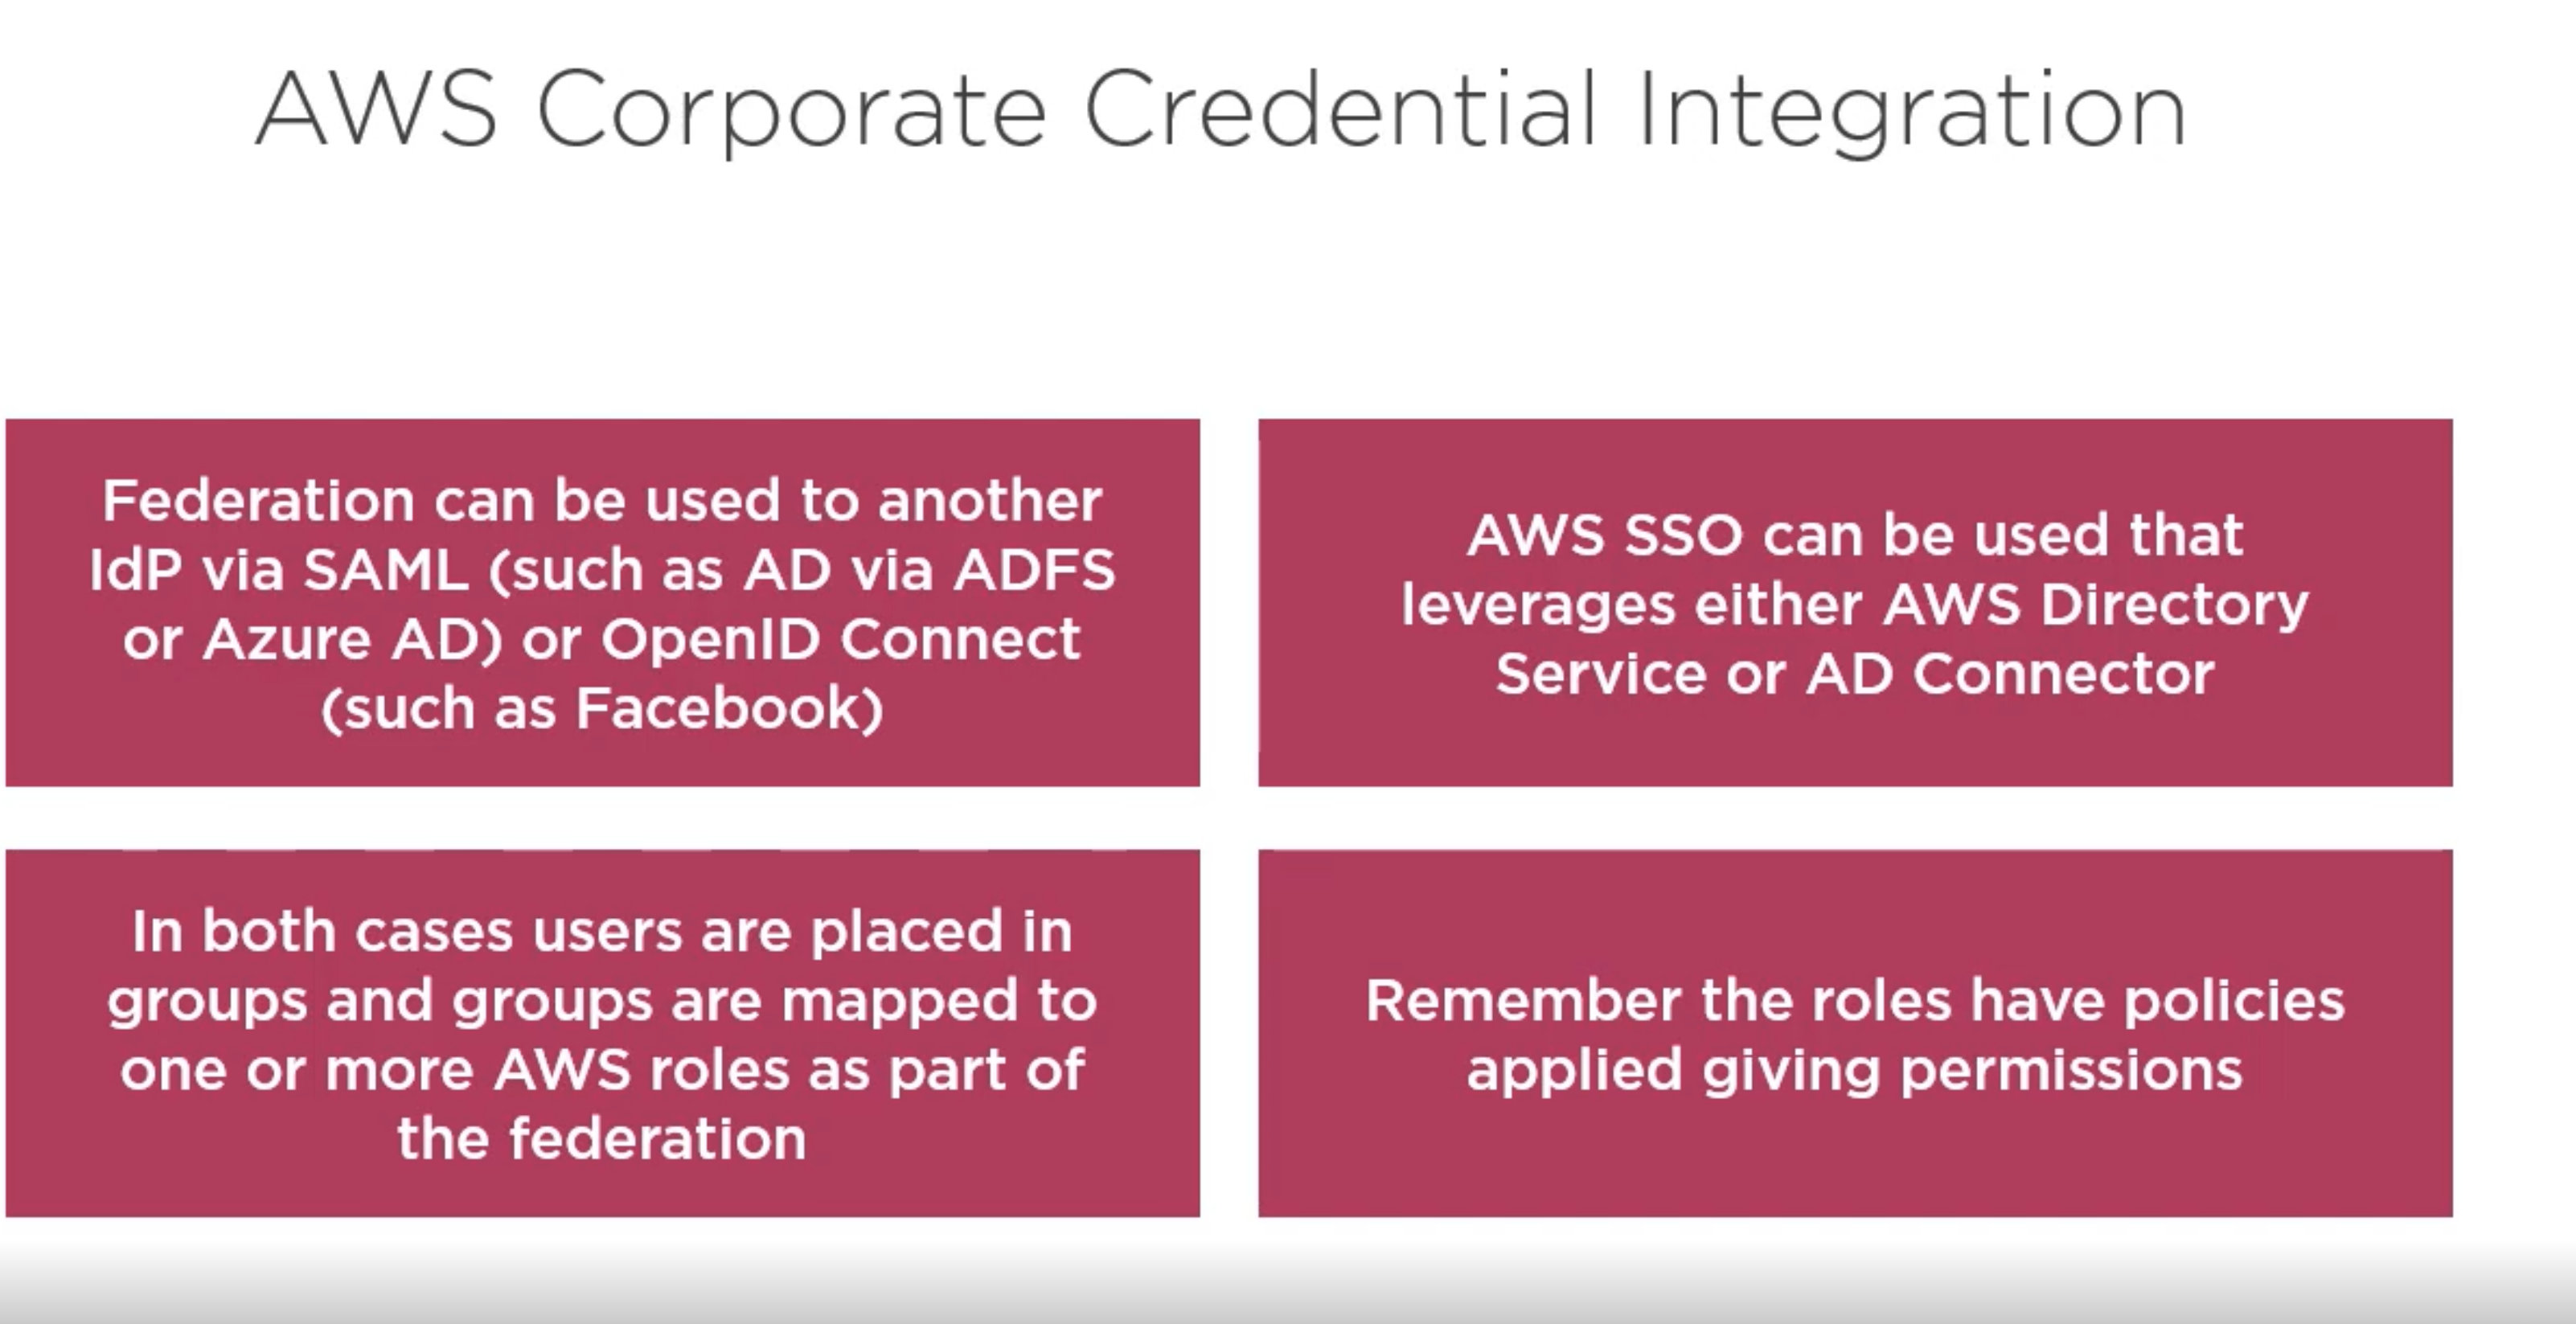 AWS Corporate Credential Integration
Federation can be used to another
IdP via SAML (such as AD via ADFS
or Azure AD) or OpenID Connect
(such as Facebook)
AWS SSO can be used that
leverages either AWS Directory
Service or AD Connector
In both cases users are placed in
groups and groups are mapped to
one or more AWS roles as part of
the federation
Remember the roles have policies
applied giving permissions